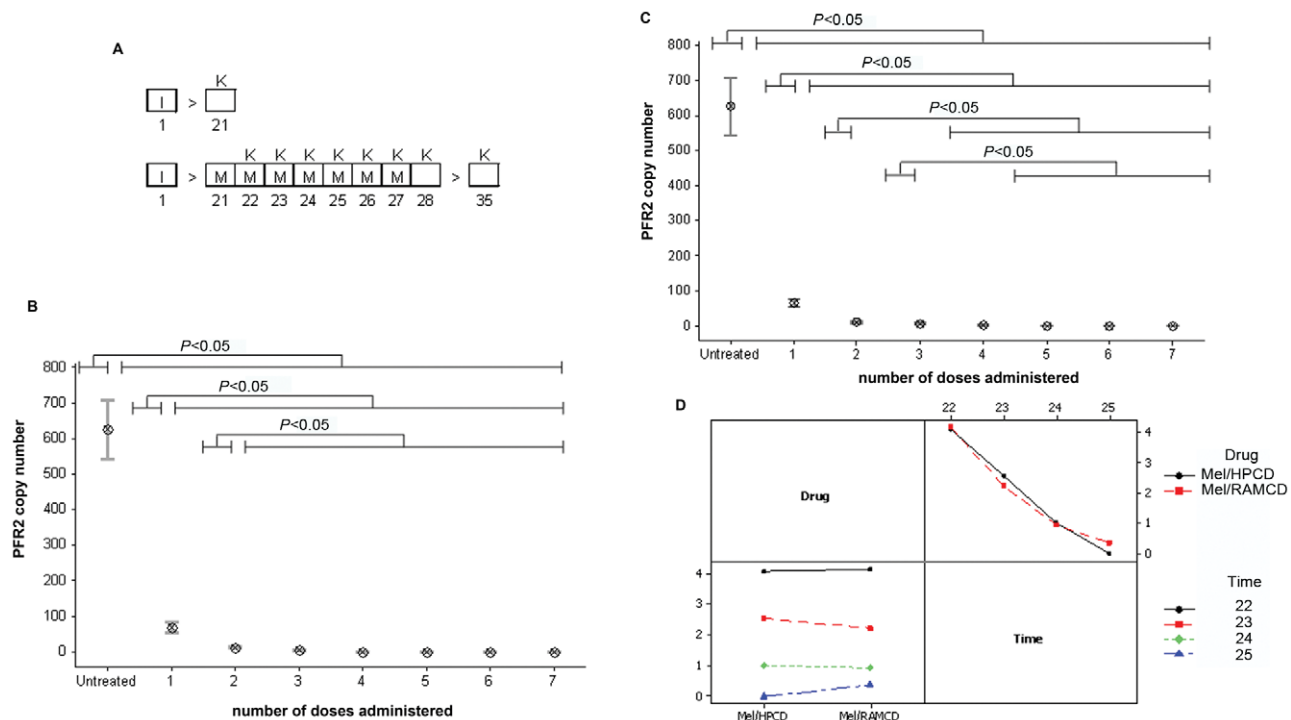 A
K
I > 
1 21
K K K K K K K K
I > M M M M M M M >
1 21 22 23 24 25 26 27 28 35
B
P<0.05
P<0.05
P<0.05
PFR2 copy number
800
700
600
500
400
300
200
100
0
Untreated 1 2 3 4 5 6 7
number of doses administered
C
P<0.05
P<0.05
P<0.05
P<0.05
PFR2 copy number
800
700
600
500
400
300
200
100
0
Untreated 1 2 3 4 5 6 7
number of doses administered
D
22 23 24 25
Drug
4
3
2
1
0
Drug
Mel/HPCD
Mel/RAMCD
4
3
2
1
0
Time
Mel/HPCD Mel/RAMCD
Time
22
23
24
25